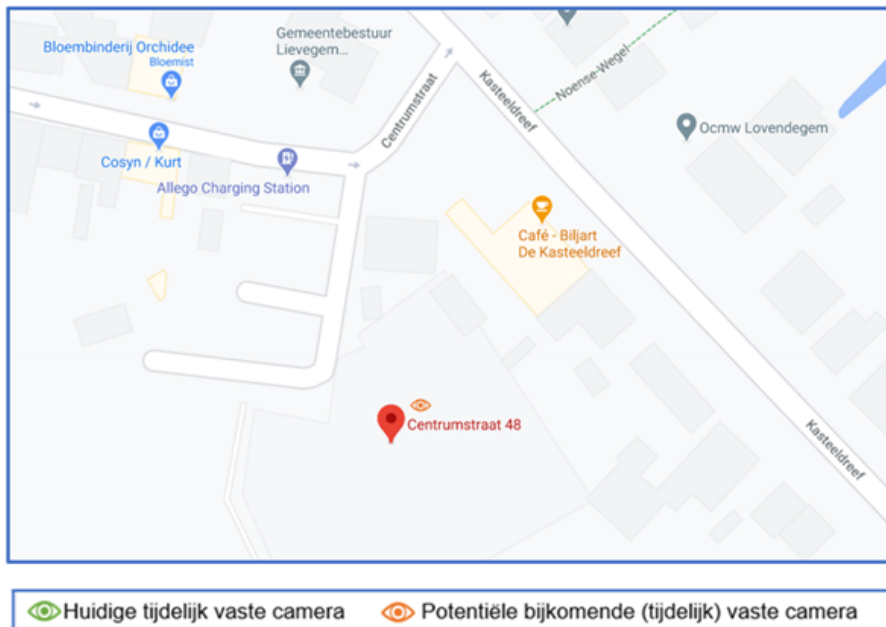 Bloembinderij Orchidee
Bloemist
Gemeentebestuur
Lievegem...
Centrumstraat
Kasteeldreef
Noense-Wegel
Ocmw Lovendegem
Cosyn / Kurt
Allego Charging Station
Café - Biljart
De Kasteeldreef
Centrumstraat 48
Kasteeldreef
Huidige tijdelijk vaste camera
Potentiële bijkomende (tijdelijk) vaste camera